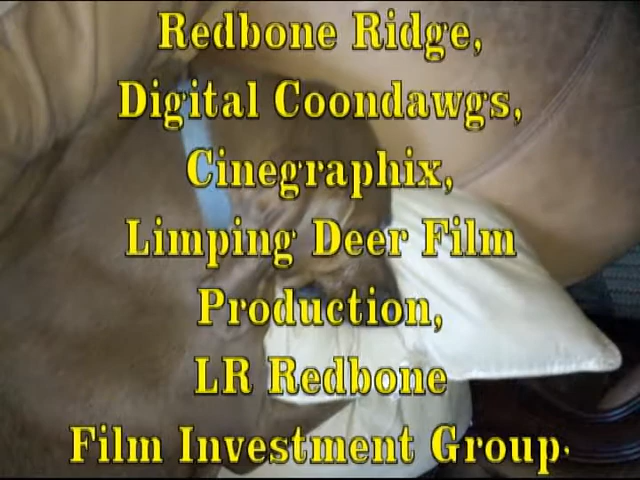 Redbone Ridge,
Digital Coondawgs,
Cinegraphix,
Limping Deer Film
Production,
LR Redbone
Film Investment Group.